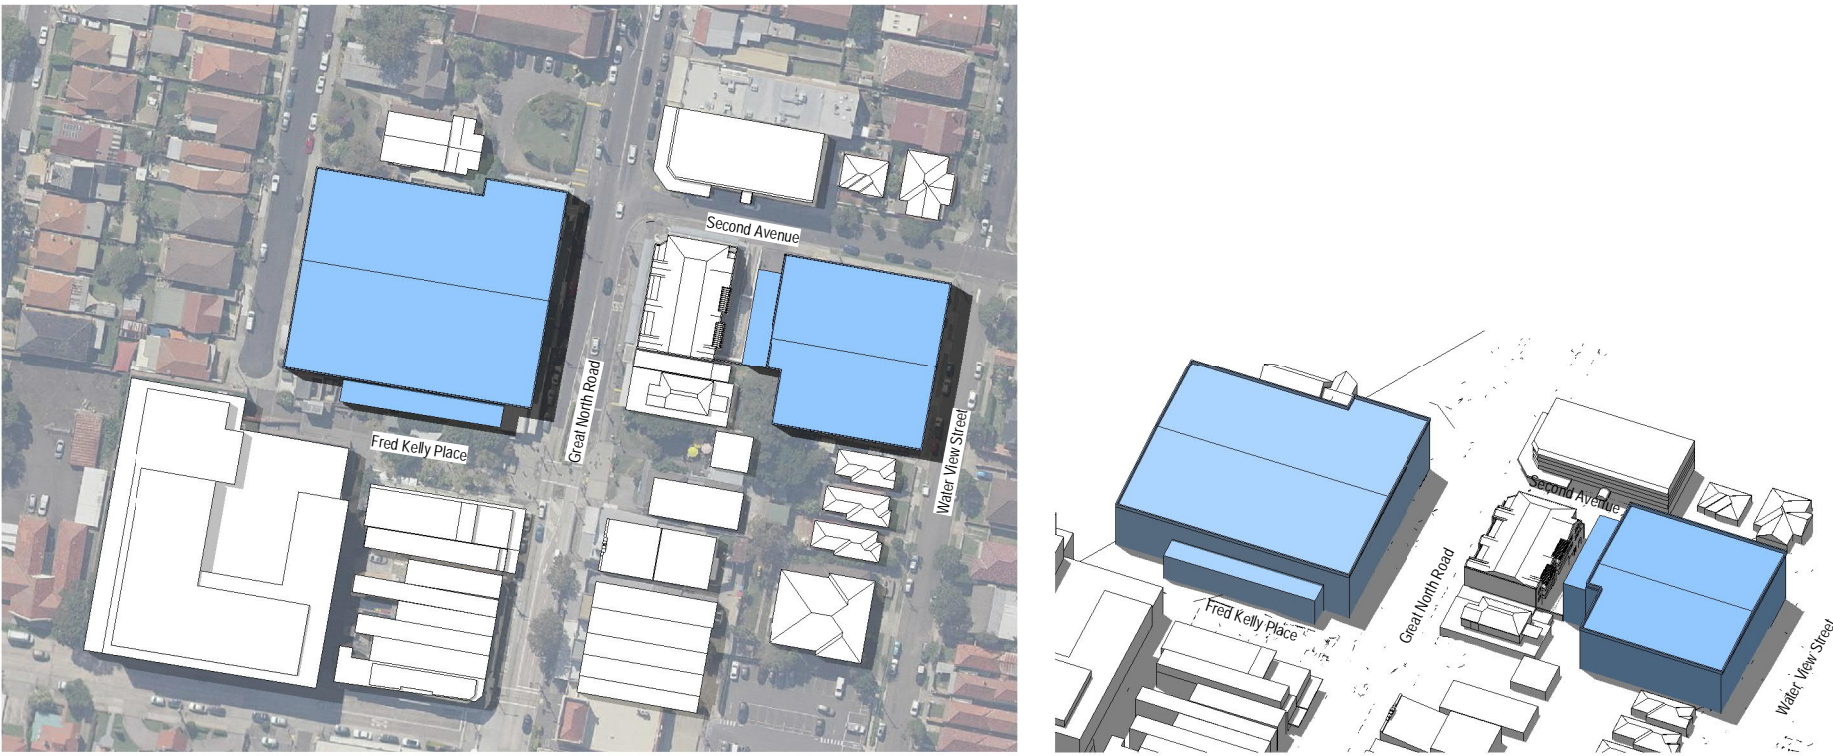 Second Avenue
Great North Road
Fred Kelly Place
Water View Street
Second Avenue
Great North Road
Fred Kelly Place
Water View Street